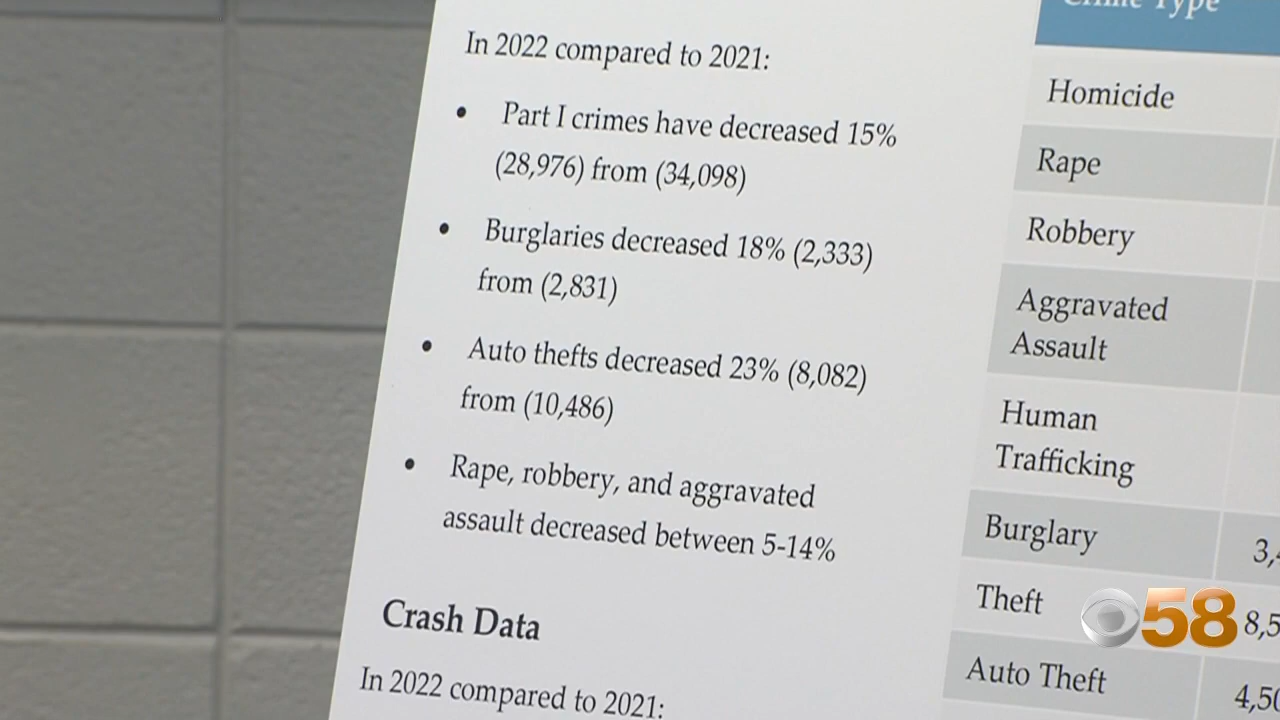 In 2022 compared to 2021:
• Part I crimes have decreased 15%
(28,976) from (34,098)
• Burglaries decreased 18% (2,333)
from (2,831)
• Auto thefts decreased 23% (8,082)
from (10,486)
• Rape, robbery, and aggravated
assault decreased between 5-14%
Crash Data
In 2022 compared to 2021:
Crime Type
Homicide
Rape
Robbery
Aggravated
Assault
Human
Trafficking
Burglary
Theft
Auto Theft
58